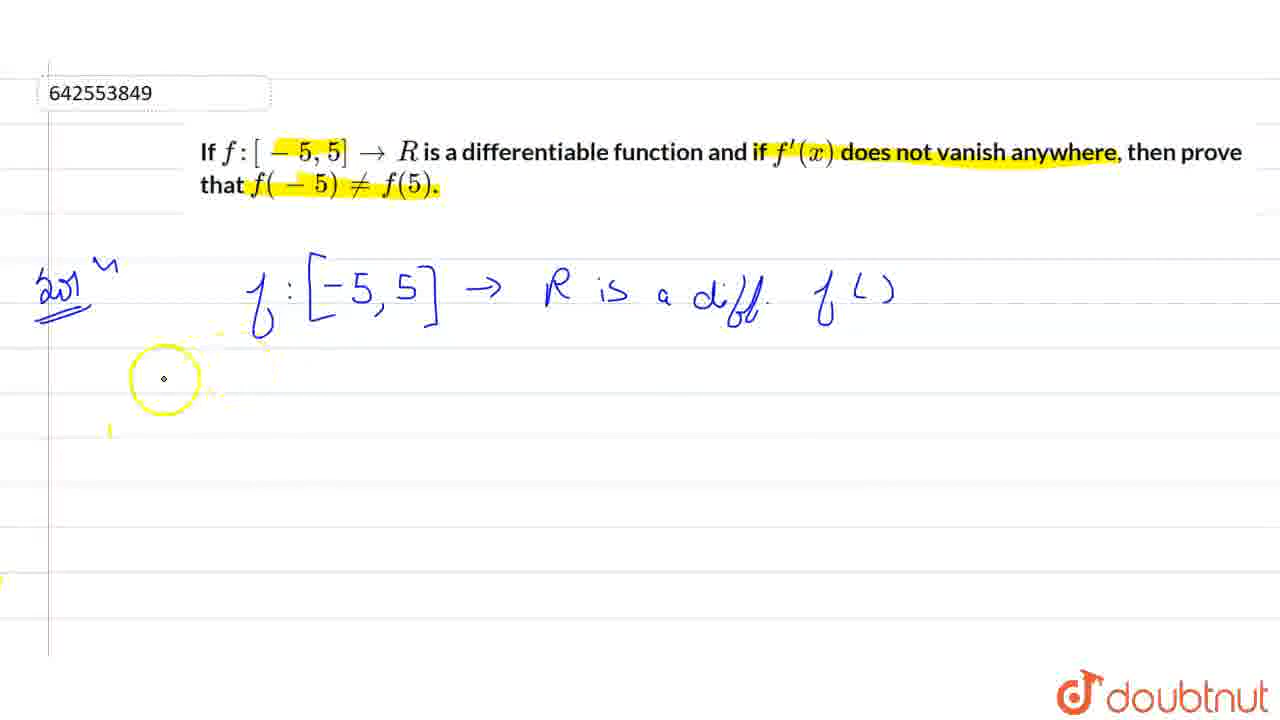 642553849
If f : [ − 5, 5] → R is a differentiable function and if f′(x) does not vanish anywhere, then prove
that f( − 5) ≠ f(5).
Solⁿ f : [-5, 5] → R is a diff. f()
doubtnut